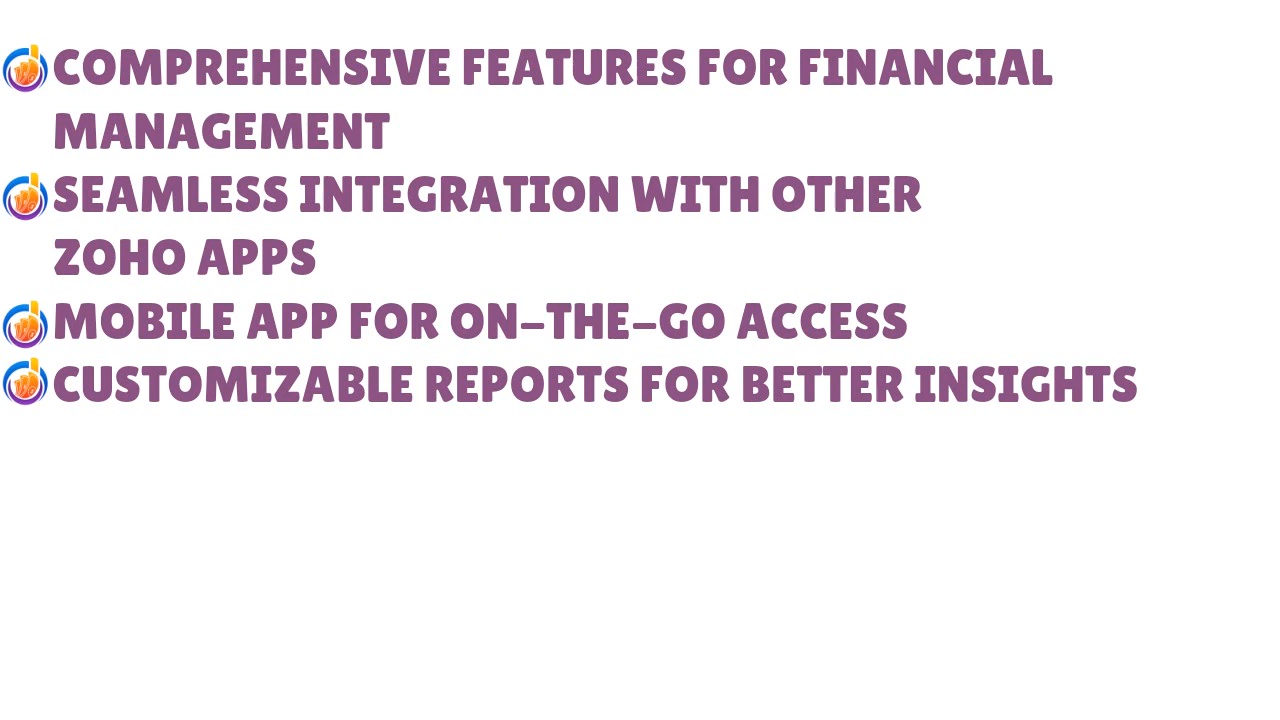 COMPREHENSIVE FEATURES FOR FINANCIAL
MANAGEMENT
SEAMLESS INTEGRATION WITH OTHER
ZOHO APPS
MOBILE APP FOR ON-THE-GO ACCESS
CUSTOMIZABLE REPORTS FOR BETTER INSIGHTS